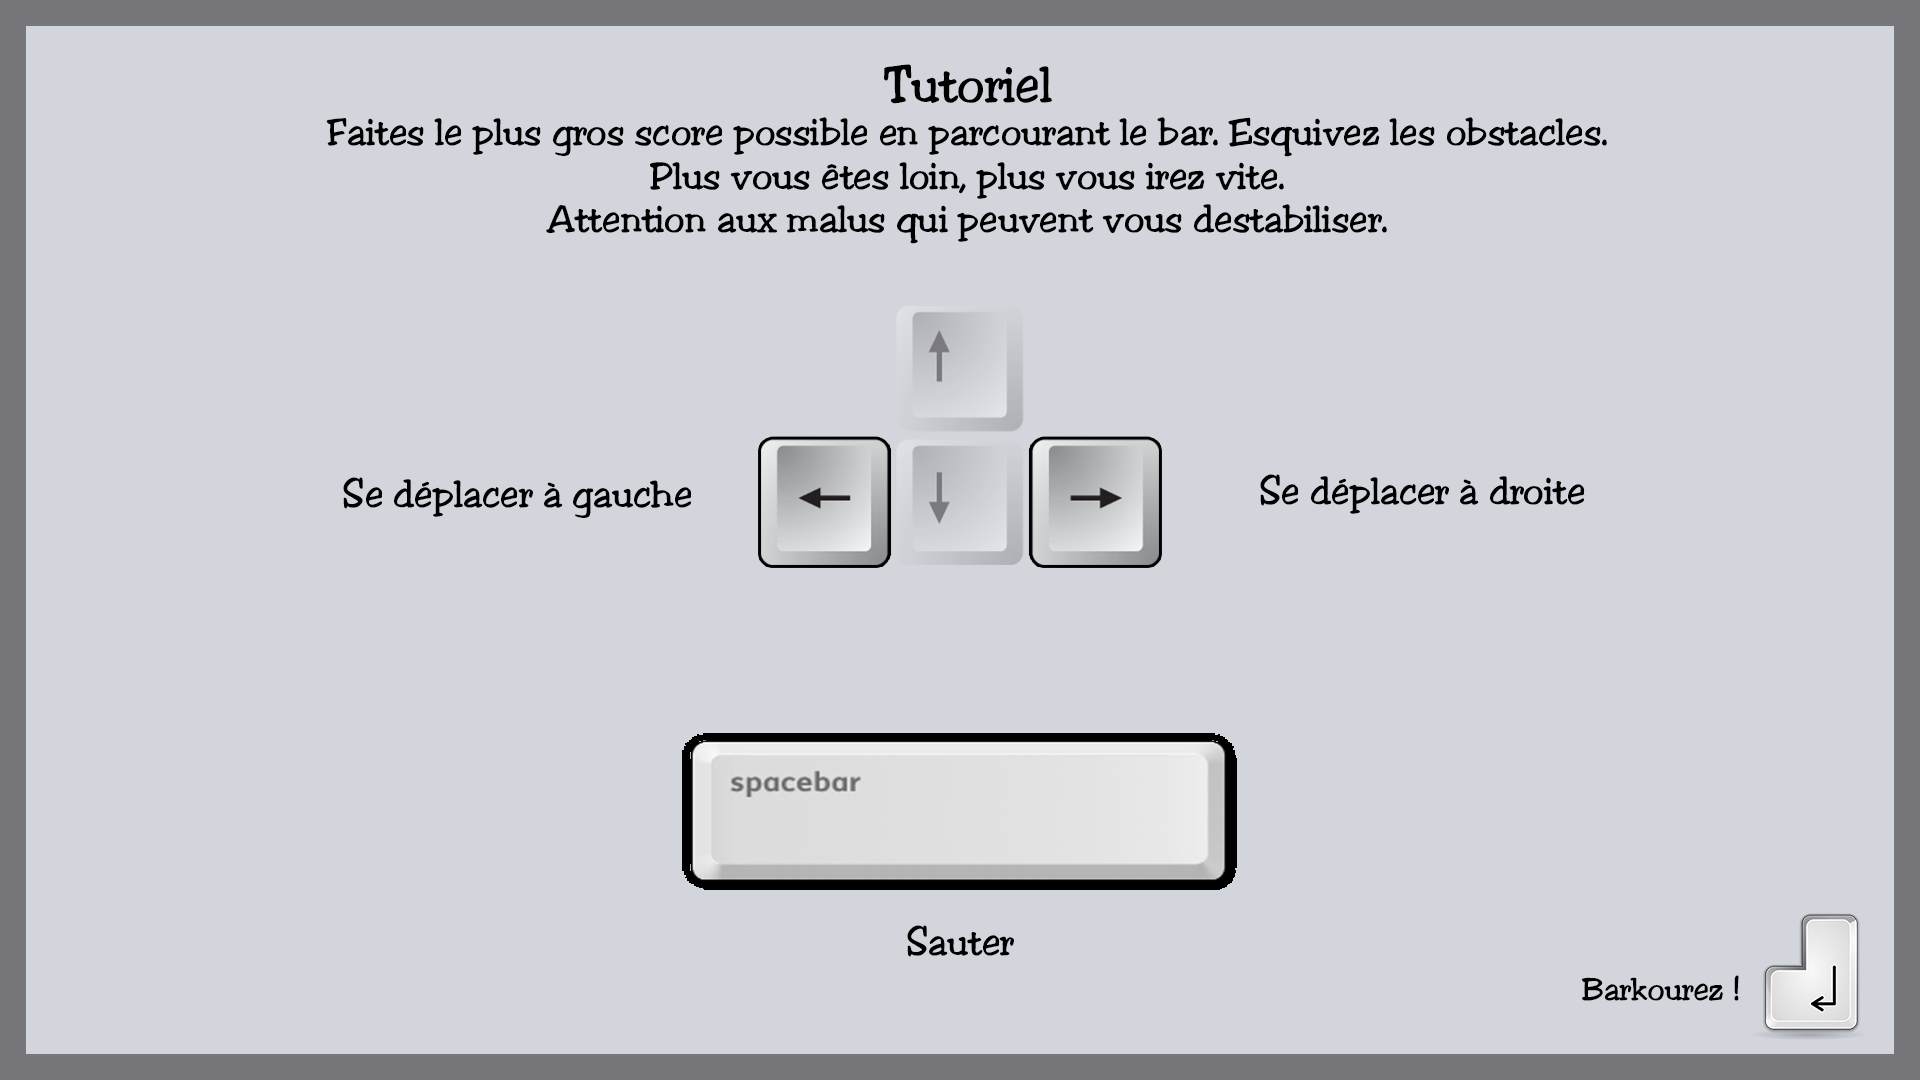 Tutoriel
Faites le plus gros score possible en parcourant le bar. Esquivez les obstacles.
Plus vous êtes loin, plus vous irez vite.
Attention aux malus qui peuvent vous destabiliser.
Se déplacer à gauche
Se déplacer à droite
spacebar
Sauter
Barkourez !